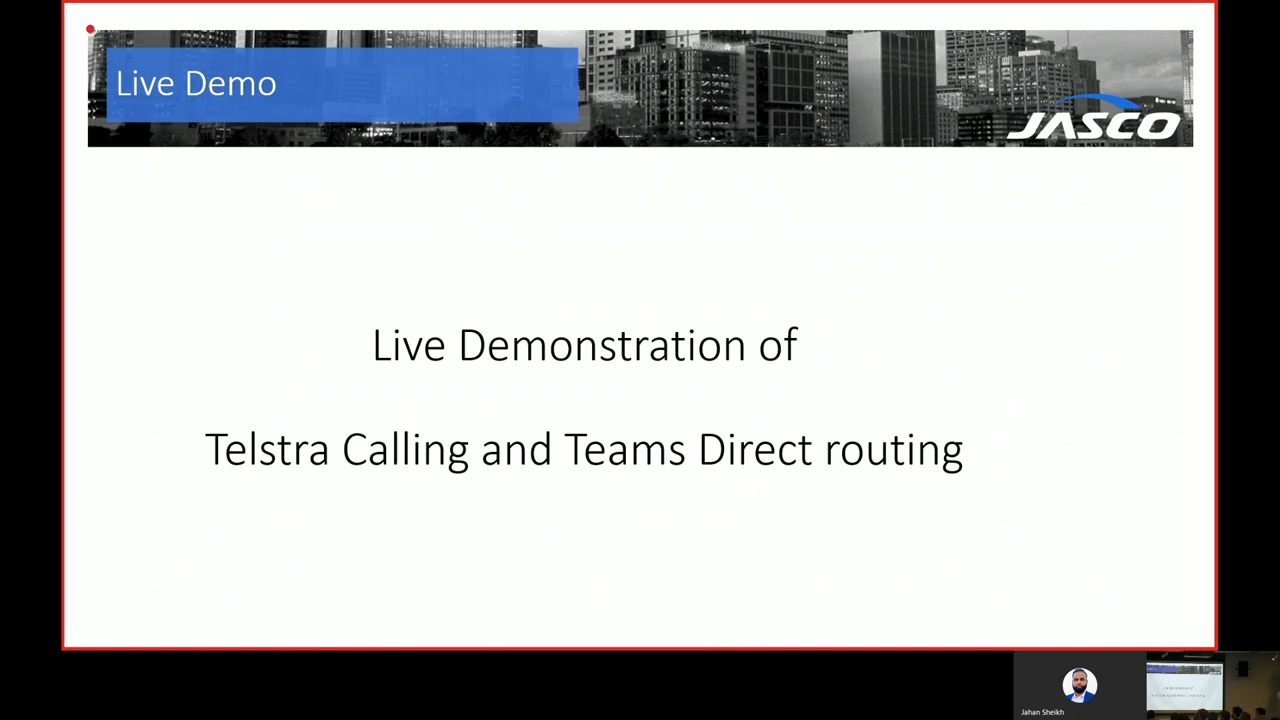 Live Demo
JASCO
Live Demonstration of
Telstra Calling and Teams Direct routing
Jahan Sheikh